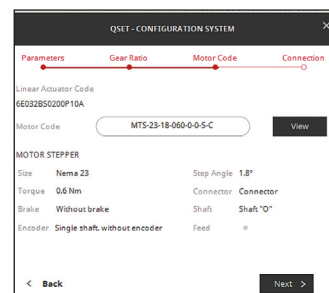 QSET - CONFIGURATION SYSTEM
Parameters Gear Ratio Motor Code Connection
Linear Actuator Code
6E032BS0200P10A
Motor Code MTS-23-18-060-0-0-S-C View
MOTOR STEPPER
Size Nema 23 Step Angle 1.8°
Torque 0.6 Nm Connector Connector
Brake Without brake Shaft Shaft "O"
Encoder Single shaft, without encoder Feed
< Back Next >